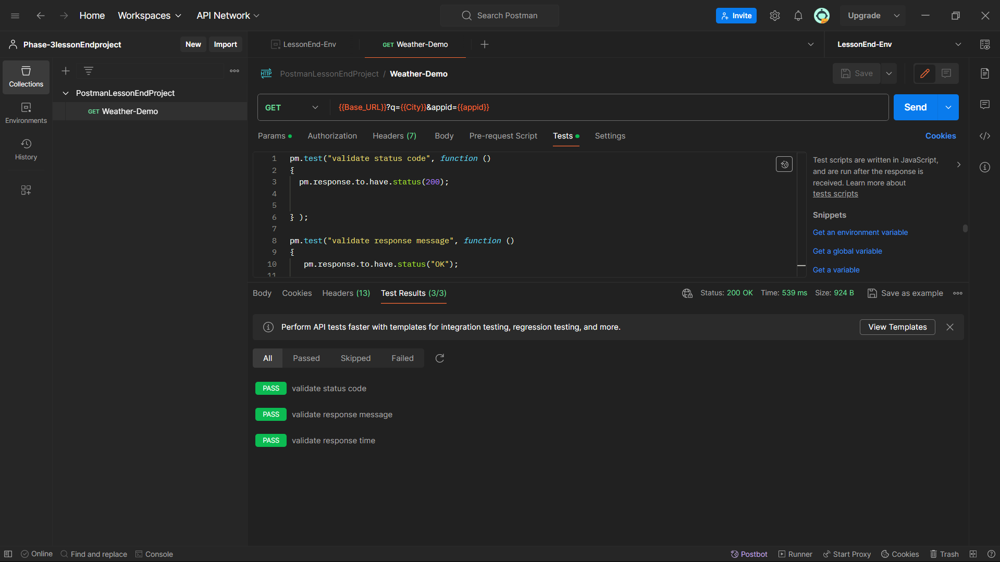 Home Workspaces API Network Search Postman Invite Upgrade
Phase-3lessonEndproject New Import LessonEnd-Env GET Weather-Demo LessonEnd-Env
Collections
Environments
History
PostmanLessonEndProject
GET Weather-Demo
HTTP PostmanLessonEndProject / Weather-Demo Save
GET {{Base_URL}}?q={{City}}&appid={{appid}} Send
Params Authorization Headers (7) Body Pre-request Script Tests Settings Cookies
1 pm.test("validate status code", function ()
2 {
3 pm.response.to.have.status(200);
4
5
6 } );
7
8 pm.test("validate response message", function ()
9 {
10 pm.response.to.have.status("OK");
11
Test scripts are written in JavaScript,
and are run after the response is
received. Learn more about
tests scripts
Snippets
Get an environment variable
Get a global variable
Get a variable
Body Cookies Headers (13) Test Results (3/3) Status: 200 OK Time: 539 ms Size: 924 B Save as example
Perform API tests faster with templates for integration testing, regression testing, and more. View Templates
All Passed Skipped Failed
PASS validate status code
PASS validate response message
PASS validate response time
Online Find and replace Console Postbot Runner Start Proxy Cookies Trash